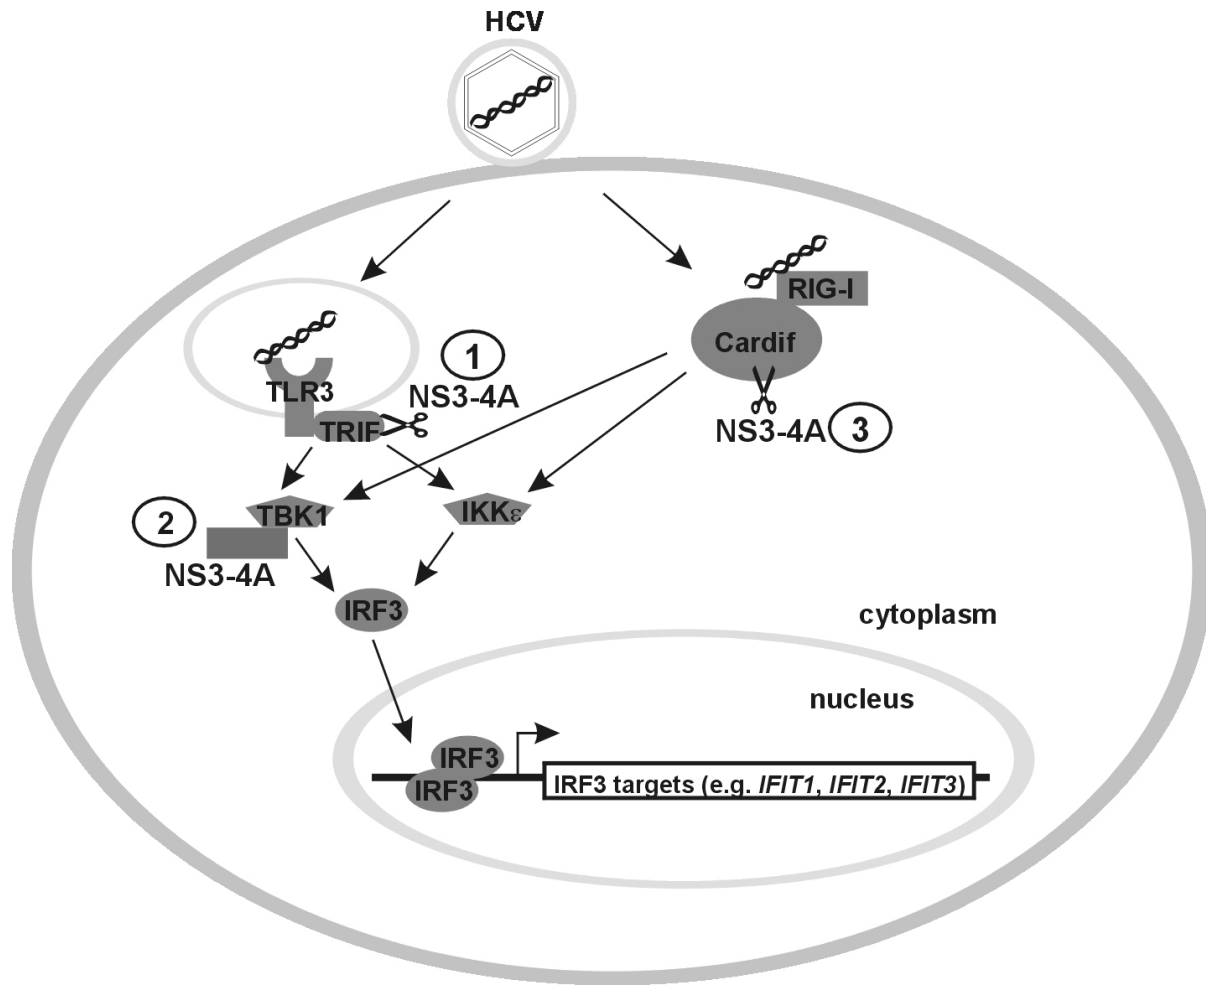 HCV
RIG-I
Cardif
NS3-4A 3
1
NS3-4A
TLR3
TRIF
2
TBK1
NS3-4A
IKKε
IRF3
cytoplasm
nucleus
IRF3
IRF3
IRF3 targets (e.g. IFIT1, IFIT2, IFIT3)